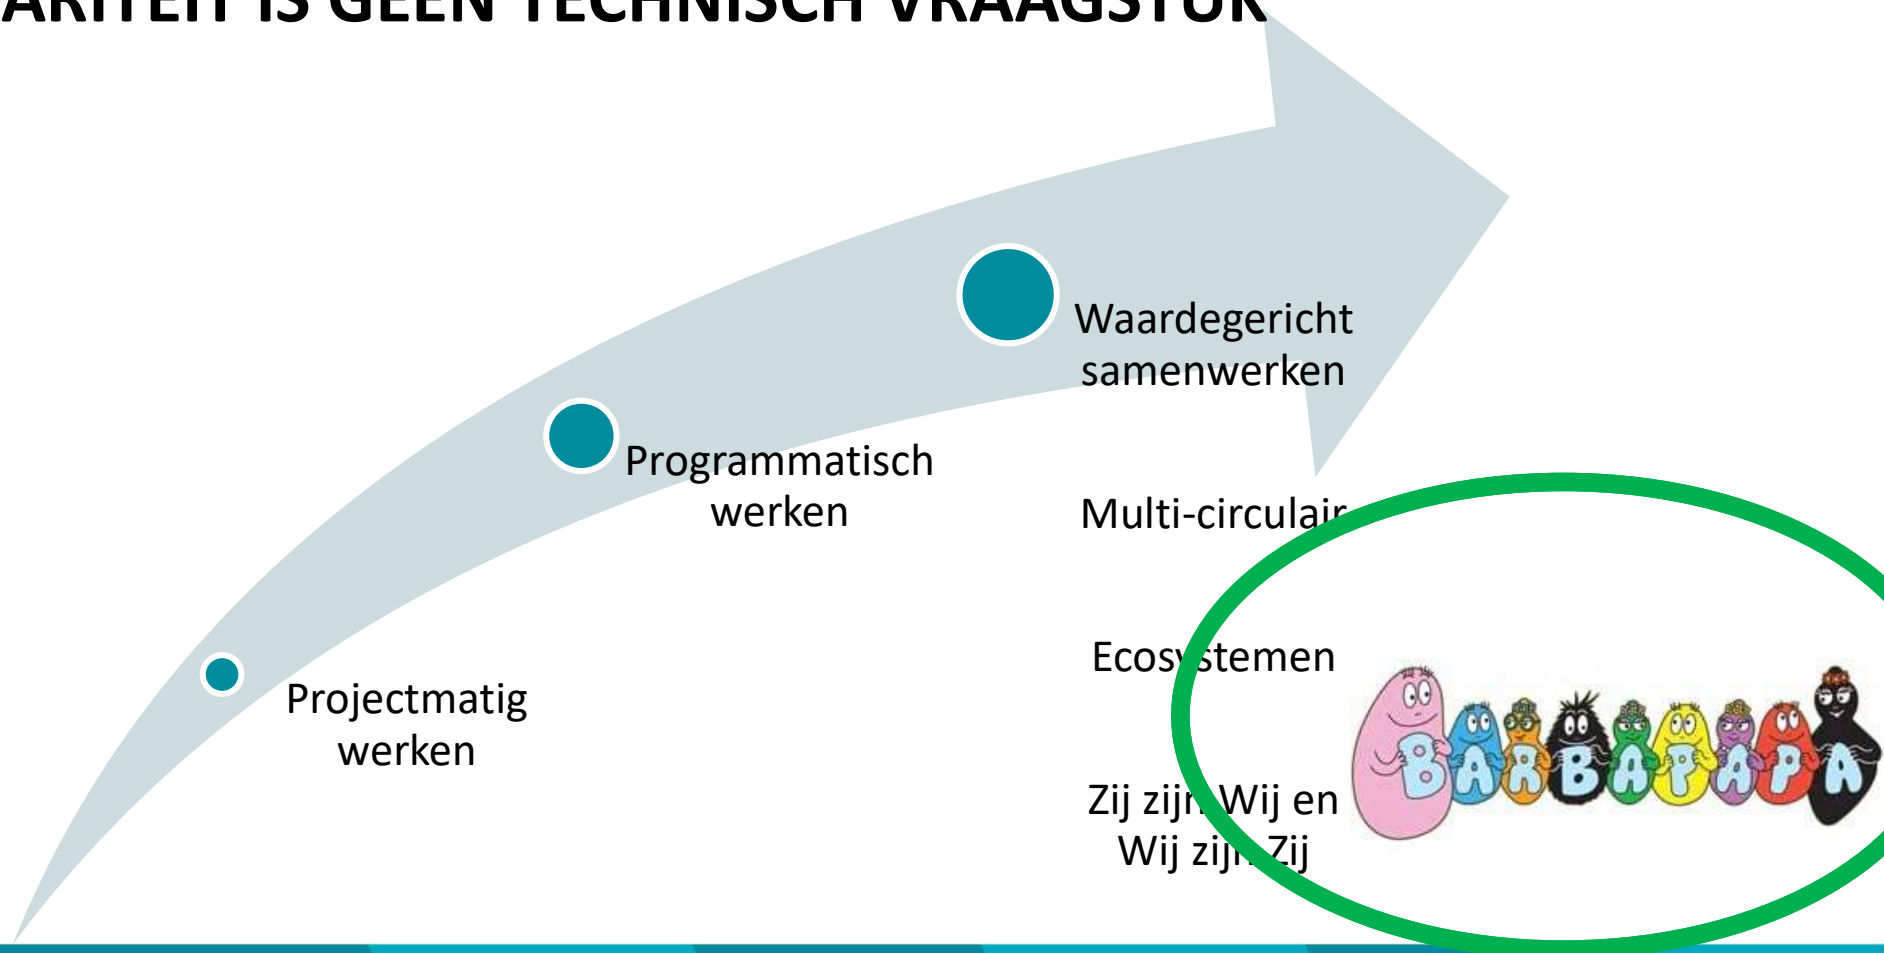 ARITEIT IS GEEN TECHNISCH VRAAGSTUK
Waardegericht
samenwerken
Programmatisch
werken
Multi-circulair
Ecosystemen
Projectmatig
werken
Zij zijn Wij en
Wij zijn Zij
BARBAPAPA